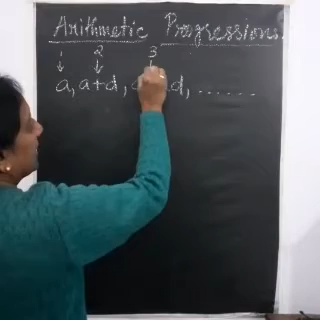 Arithmetic Progressions.
1 2 3
a, a+d, d, ......